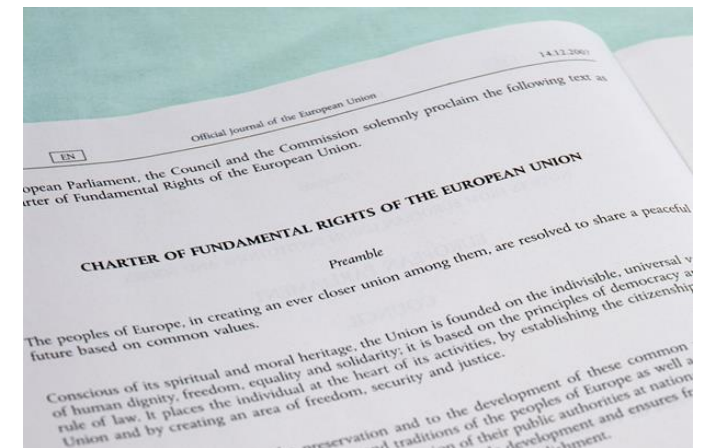 14.12.2007
EN
Official Journal of the European Union
opean Parliament, the Council and the Commission solemnly proclaim the following text as
rter of Fundamental Rights of the European Union.
CHARTER OF FUNDAMENTAL RIGHTS OF THE EUROPEAN UNION
Preamble
The peoples of Europe, in creating an ever closer union among them, are resolved to share a peaceful
future based on common values.
Conscious of its spiritual and moral heritage, the Union is founded on the indivisible, universal v
of human dignity, freedom, equality and solidarity; it is based on the principles of democracy a
rule of law. It places the individual at the heart of its activities, by establishing the citizenship
Union and by creating an area of freedom, security and justice.
preservation and to the development of these common
and traditions of the peoples of Europe as well a
of their public authorities at nation
development and ensures fr